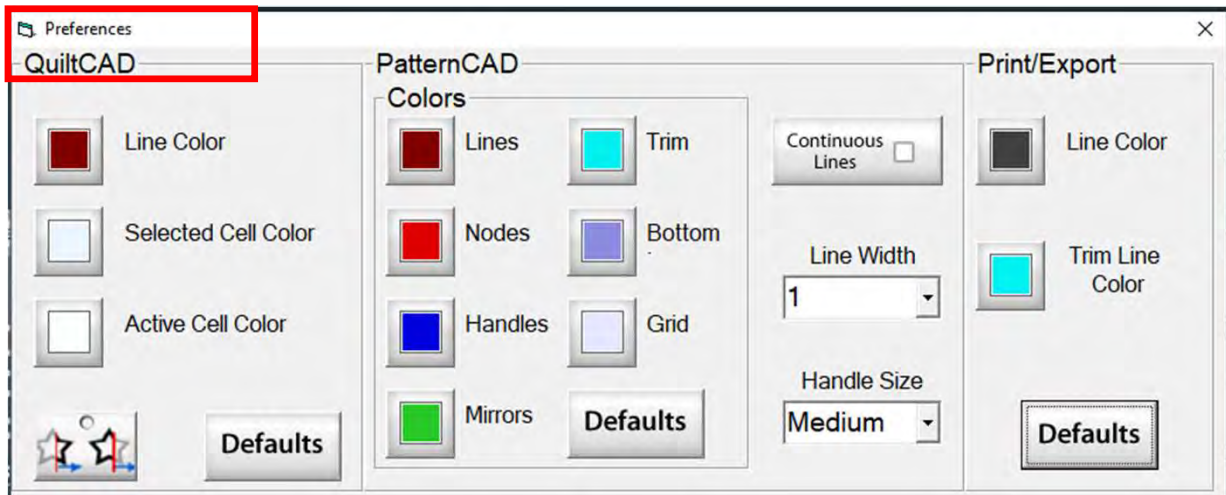 Preferences
QuiltCAD
Line Color
Selected Cell Color
Active Cell Color
Defaults
PatternCAD
Colors
Lines
Trim
Nodes
Bottom
Handles
Grid
Mirrors
Defaults
Continuous
Lines
Line Width
1
Handle Size
Medium
Print/Export
Line Color
Trim Line
Color
Defaults